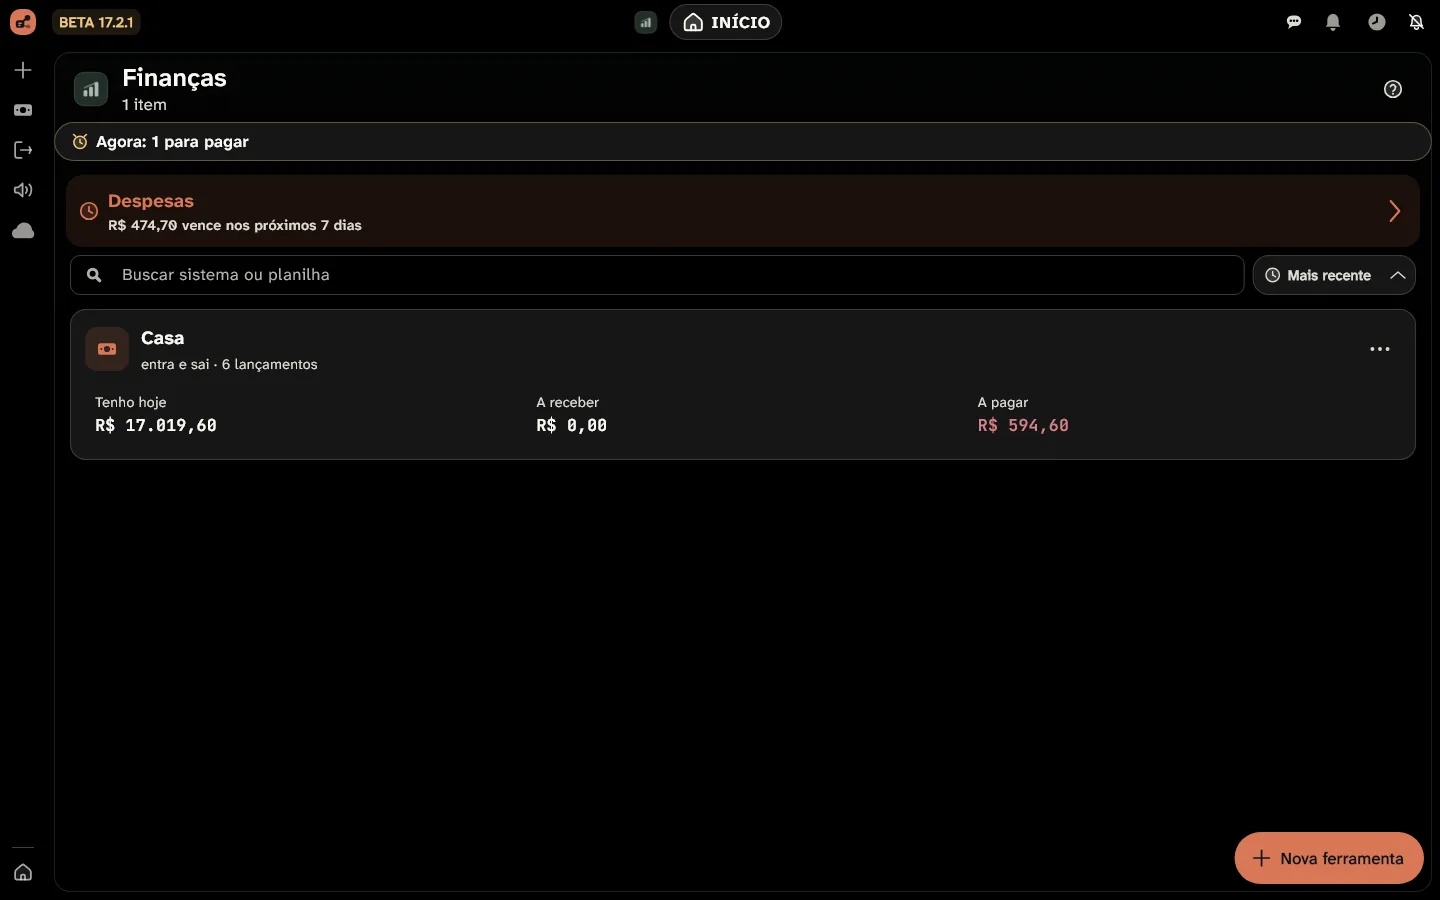 BETA 17.2.1
INÍCIO
Finanças
1 item
Agora: 1 para pagar
Despesas
R$ 474,70 vence nos próximos 7 dias
Buscar sistema ou planilha
Mais recente
Casa
entra e sai · 6 lançamentos
Tenho hoje
R$ 17.019,60
A receber
R$ 0,00
A pagar
R$ 594,60
Nova ferramenta